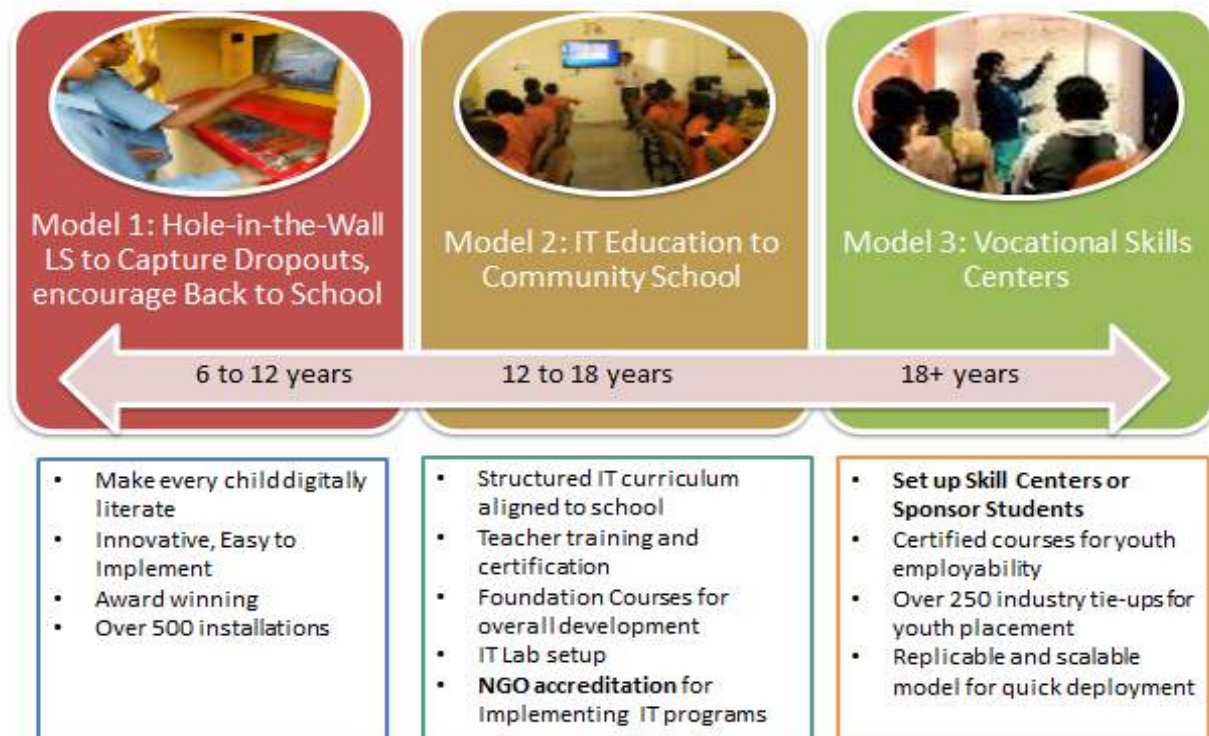 Model 1: Hole-in-the-Wall
LS to Capture Dropouts,
encourage Back to School
Model 2: IT Education to
Community School
Model 3: Vocational Skills
Centers
6 to 12 years
12 to 18 years
18+ years
• Make every child digitally
literate
• Innovative, Easy to
Implement
• Award winning
• Over 500 installations
• Structured IT curriculum
aligned to school
• Teacher training and
certification
• Foundation Courses for
overall development
• IT Lab setup
• NGO accreditation for
Implementing IT programs
• Set up Skill Centers or
Sponsor Students
• Certified courses for youth
employability
• Over 250 industry tie-ups for
youth placement
• Replicable and scalable
model for quick deployment